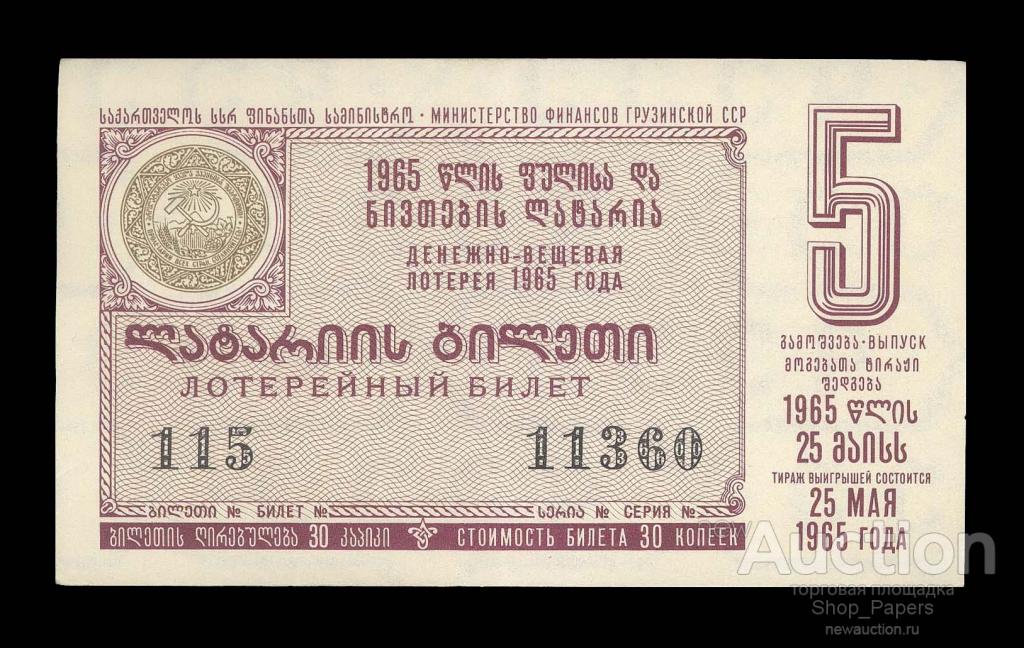 საქართველოს სსრ ფინანსთა სამინისტრო · МИНИСТЕРСТВО ФИНАНСОВ ГРУЗИНСКОЙ ССР
1965 წლის ფულისა და
ნივთების ლატარია
ДЕНЕЖНО-ВЕЩЕВАЯ
ЛОТЕРЕЯ 1965 ГОДА
ლატარიის ბილეთი
ЛОТЕРЕЙНЫЙ БИЛЕТ
115 11360
ბილეთი № БИЛЕТ № სერია № СЕРИЯ №
ბილეთის ღირებულება 30 კაპიკი СТОИМОСТЬ БИЛЕТА 30 КОПЕЕК
5
გამოშვება · ВЫПУСК
მოგებათა ტირაჟი
შედგება
1965 წლის
25 მაისს
ТИРАЖ ВЫИГРЫШЕЙ СОСТОИТСЯ
25 МАЯ
1965 ГОДА
new Auction
торговая площадка
Shop_Papers
newauction.ru